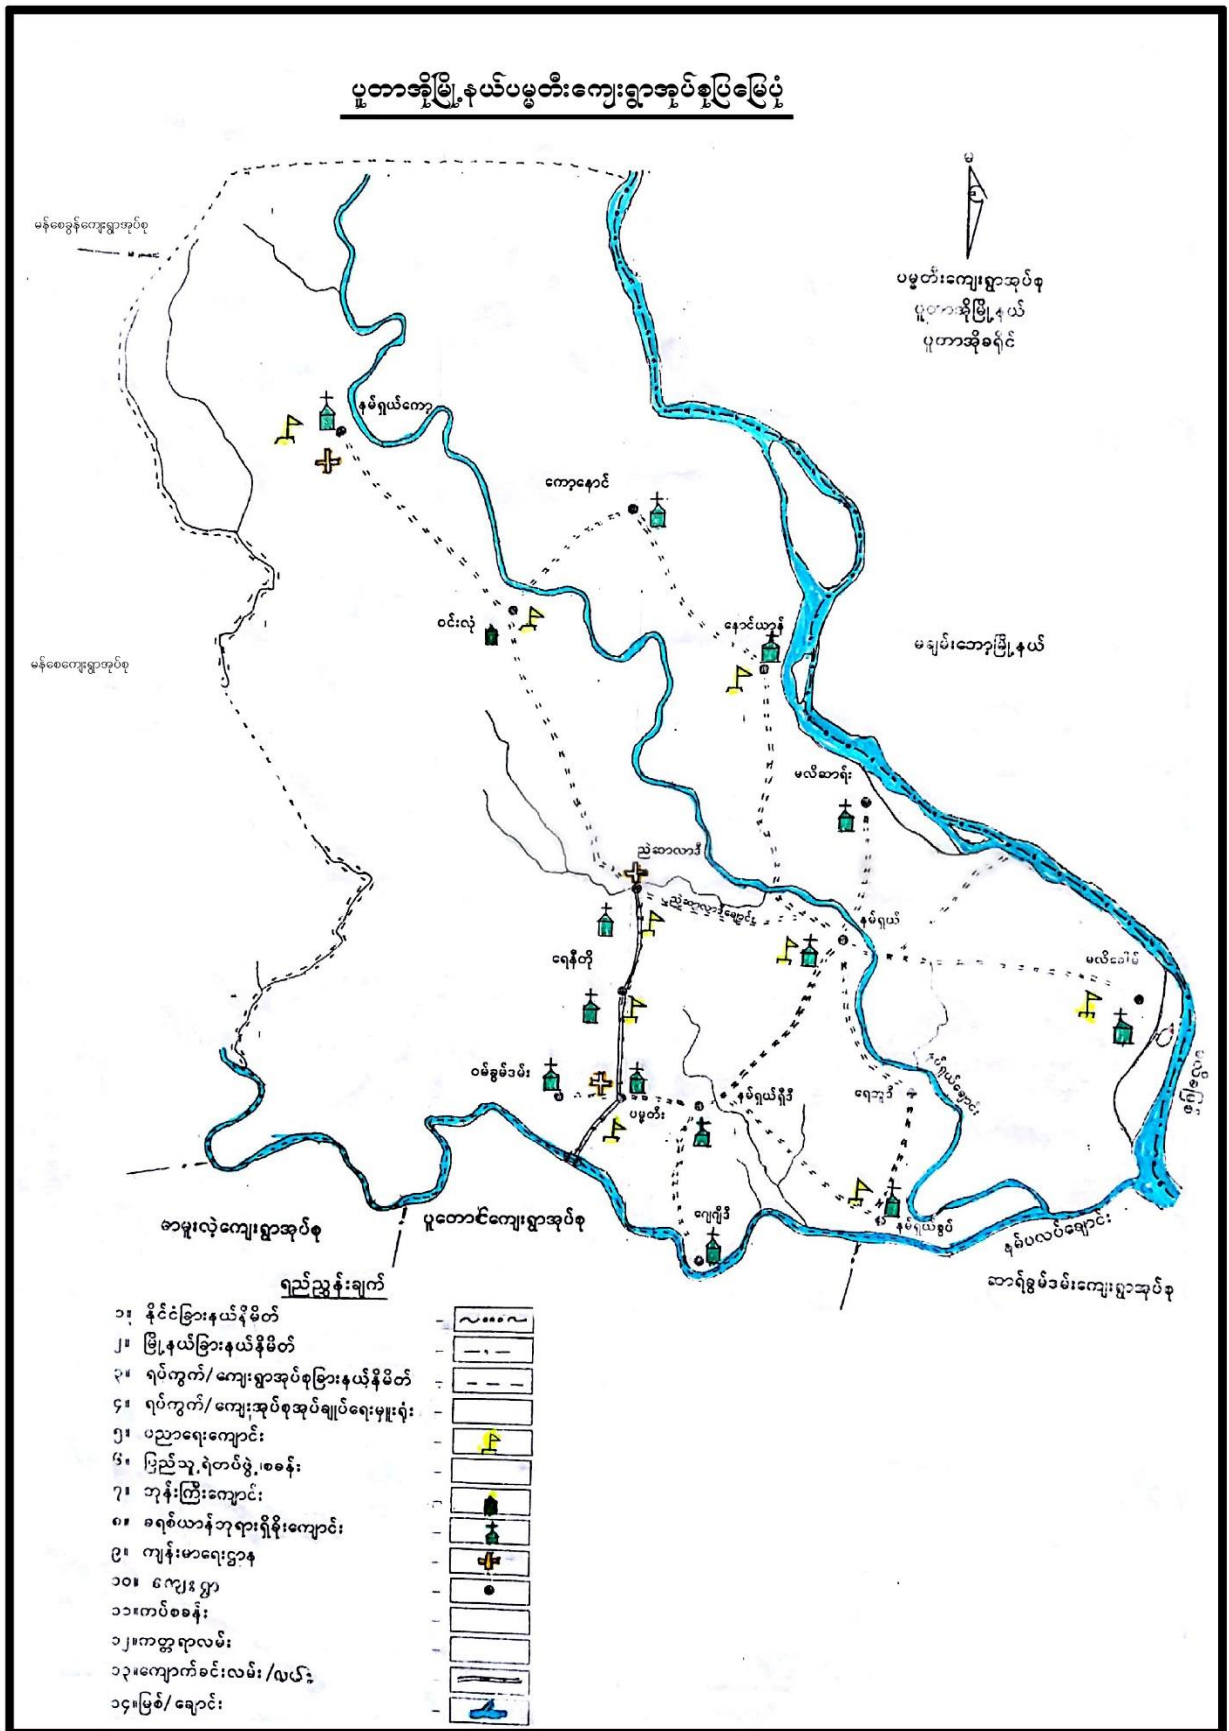 ပူတာအိုမြို့နယ်ပမ္မတီးကျေးရွာအုပ်စုပြမြေပုံ
မန်စေခွန်ကျေးရွာအုပ်စု
ပမ္မတီးကျေးရွာအုပ်စု
ပူတာအိုမြို့နယ်
ပူတာအိုခရိုင်
နမ်ရှယ်ကော့
ကော့နောင်
ဝင်းလုံ
နောင်ယာန်
မချမ်းဘော့မြို့နယ်
မန်စေကျေးရွာအုပ်စု
မလိဆာရ်း
ညဲဆာလာဒီ
ညဲဆာလာဒီချောင်း
နမ်ရှယ်
ရေနီတို
မလိခေါမ်
ဝမ်ခွမ်ဒမ်း
ပမ္မတီး
နမ်ရှယ်ရှီဒီ
နမ်ရှယ်ချောင်း
ဂျေဂျီဒီ
နမ်ရှယ်စွပ်
နမ်ပလပ်ချောင်း
ဓာမူးလဲ့ကျေးရွာအုပ်စု
ပူတောင်ကျေးရွာအုပ်စု
ဆာရ်ခွမ်ဒမ်းကျေးရွာအုပ်စု
ရည်ညွှန်းချက်
၁။ နိုင်ငံခြားနယ်နိမိတ်
၂။ မြို့နယ်ခြားနယ်နိမိတ်
၃။ ရပ်ကွက်/ကျေးရွာအုပ်စုခြားနယ်နိမိတ်
၄။ ရပ်ကွက်/ကျေးအုပ်စုအုပ်ချုပ်ရေးမှူးရုံး
၅။ ပညာရေးကျောင်း
၆။ ပြည်သူ့ရဲတပ်ဖွဲ့စခန်း
၇။ ဘုန်းကြီးကျောင်း
၈။ ခရစ်ယာန်ဘုရားရှိခိုးကျောင်း
၉။ ကျန်းမာရေးဌာန
၁၀။ ကျေးရွာ
၁၁။ ကပ်စခန်း
၁၂။ ကတ္တရာလမ်း
၁၃။ ကျောက်ခင်းလမ်း/လယ်
၁၄။ မြစ်/ချောင်း